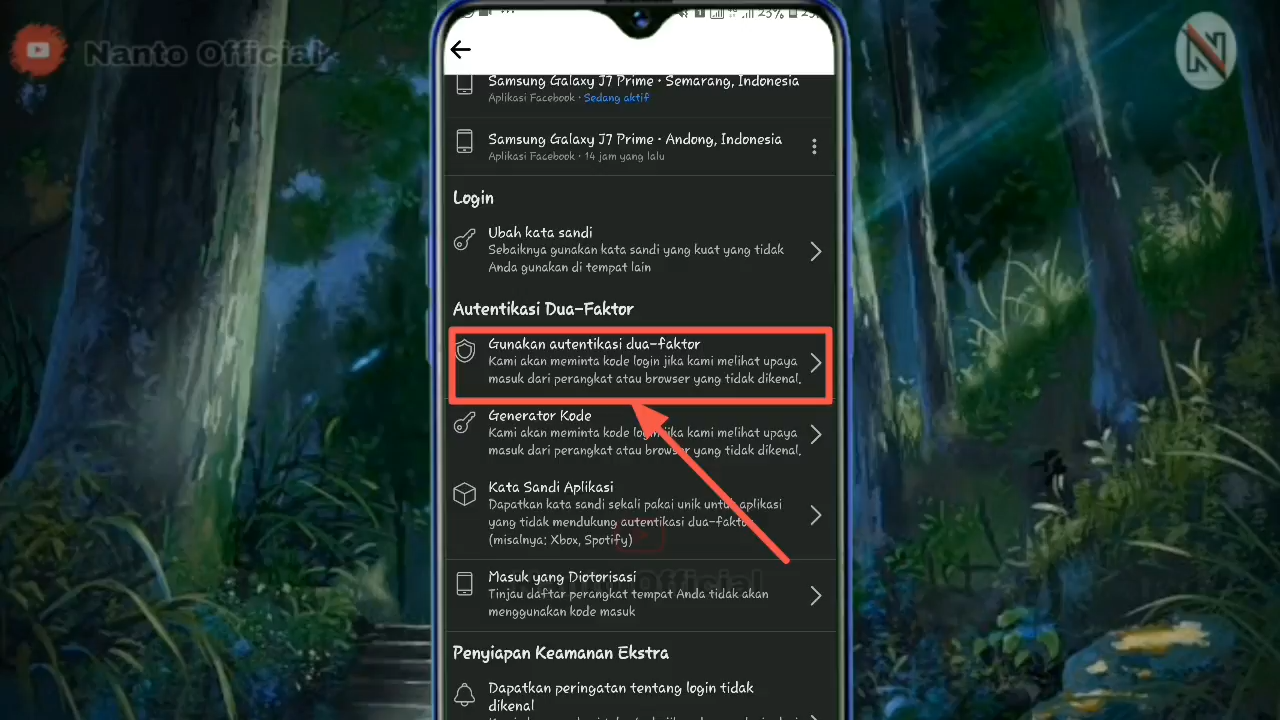 Nanto Official
23%
Samsung Galaxy J7 Prime · Semarang, Indonesia
Aplikasi Facebook · Sedang aktif
Samsung Galaxy J7 Prime · Andong, Indonesia
Aplikasi Facebook · 14 jam yang lalu
Login
Ubah kata sandi
Sebaiknya gunakan kata sandi yang kuat yang tidak
Anda gunakan di tempat lain
Autentikasi Dua-Faktor
Gunakan autentikasi dua-faktor
Kami akan meminta kode login jika kami melihat upaya
masuk dari perangkat atau browser yang tidak dikenal.
Generator Kode
Kami akan meminta kode login jika kami melihat upaya
masuk dari perangkat atau browser yang tidak dikenal.
Kata Sandi Aplikasi
Dapatkan kata sandi sekali pakai unik untuk aplikasi
yang tidak mendukung autentikasi dua-faktor
(misalnya: Xbox, Spotify)
Nanto Official
Masuk yang Diotorisasi
Tinjau daftar perangkat tempat Anda tidak akan
menggunakan kode masuk
Penyiapan Keamanan Ekstra
Dapatkan peringatan tentang login tidak
dikenal